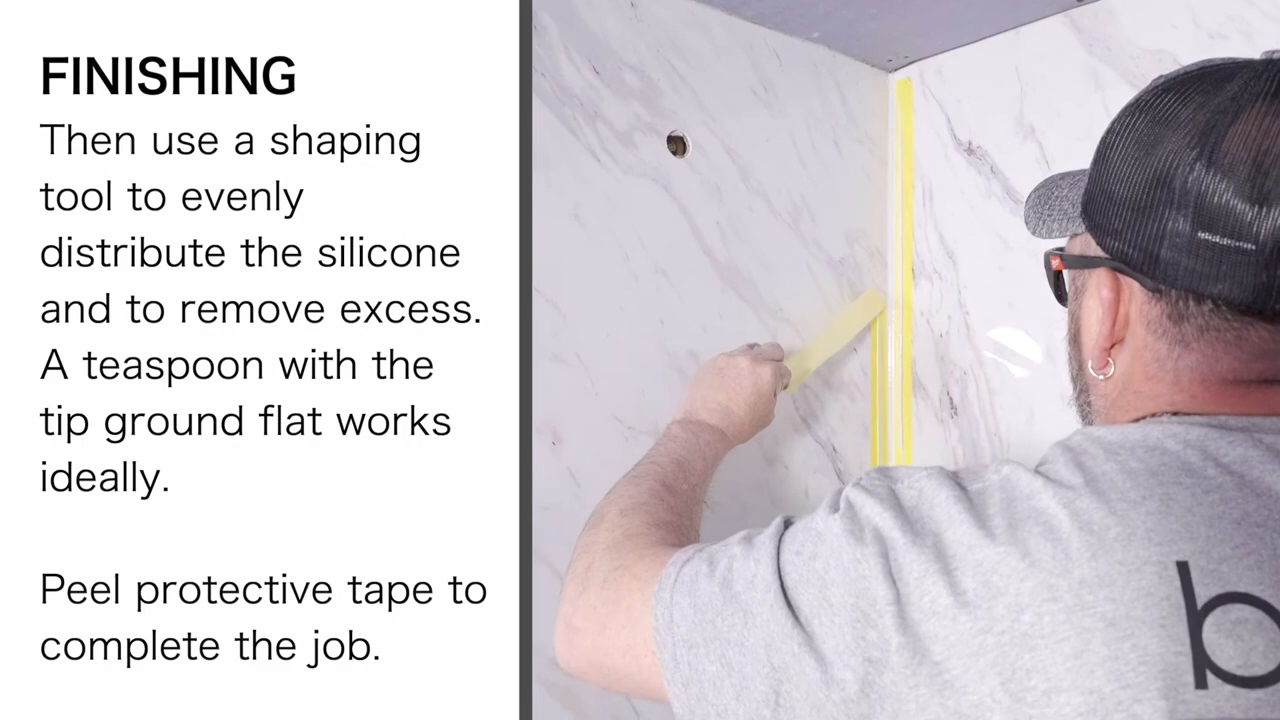 FINISHING
Then use a shaping
tool to evenly
distribute the silicone
and to remove excess.
A teaspoon with the
tip ground flat works
ideally.
Peel protective tape to
complete the job.
b